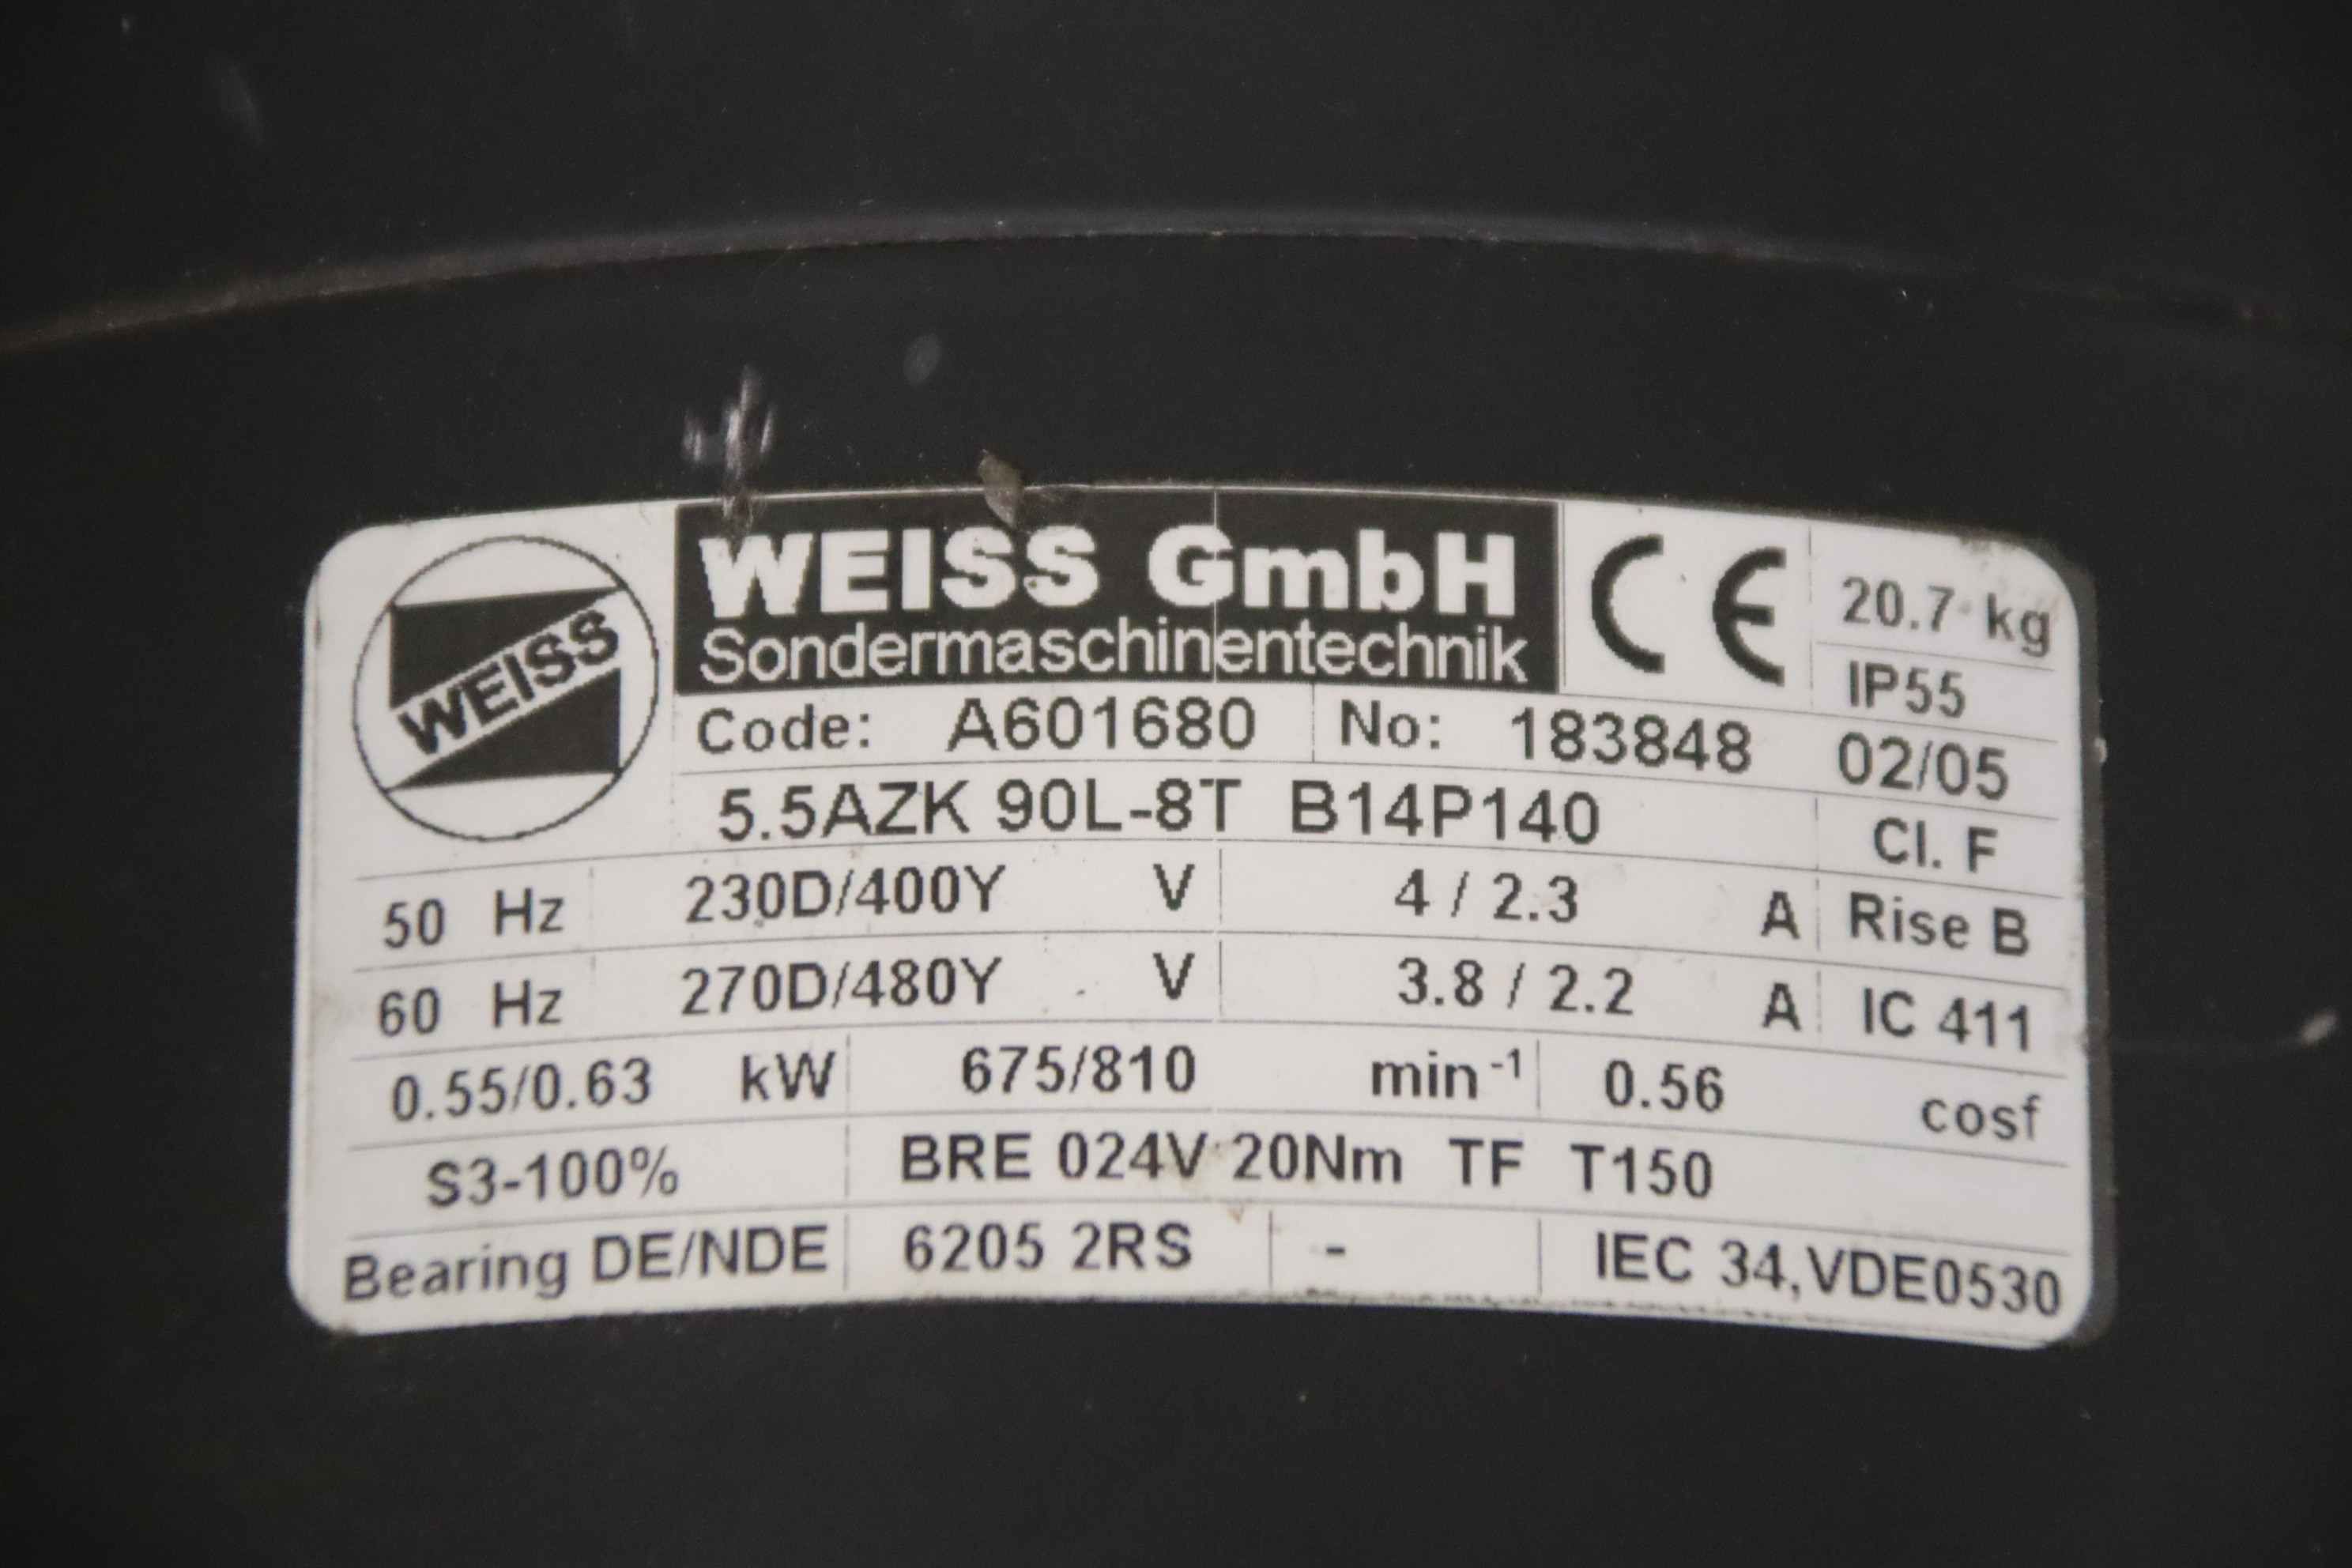 WEISS
WEISS GmbH
Sondermaschinentechnik
CE
20.7 kg
IP55
Code: A601680 No: 183848 02/05
5.5AZK 90L-8T B14P140 Cl. F
50 Hz 230D/400Y V 4 / 2.3 A Rise B
60 Hz 270D/480Y V 3.8 / 2.2 A IC 411
0.55/0.63 kW 675/810 min⁻¹ 0.56 cosf
S3-100% BRE 024V 20Nm TF T150
Bearing DE/NDE 6205 2RS - IEC 34,VDE0530